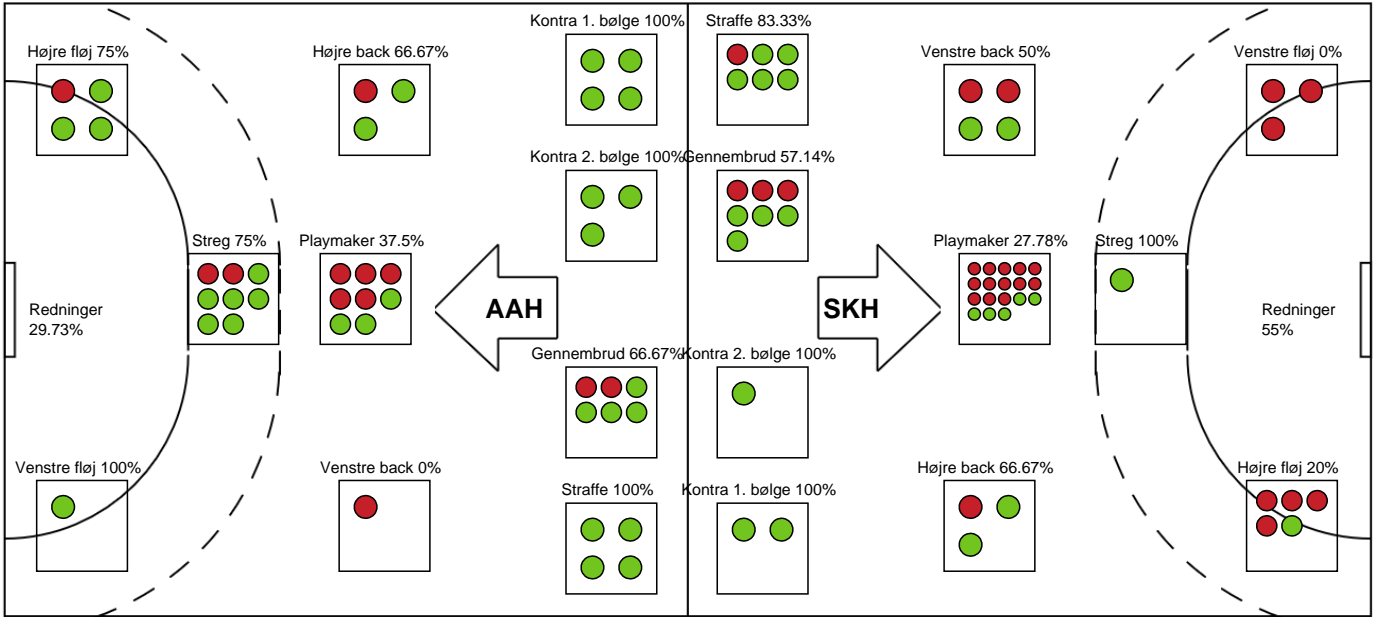 Kontra 1. bølge 100%
Straffe 83.33%
Højre fløj 75%
Højre back 66.67%
Venstre back 50%
Venstre fløj 0%
Kontra 2. bølge 100%
Gennembrud 57.14%
Streg 75%
Playmaker 37.5%
Playmaker 27.78%
Streg 100%
Redninger
29.73%
AAH
SKH
Redninger
55%
Gennembrud 66.67%
Kontra 2. bølge 100%
Venstre fløj 100%
Venstre back 0%
Straffe 100%
Kontra 1. bølge 100%
Højre back 66.67%
Højre fløj 20%